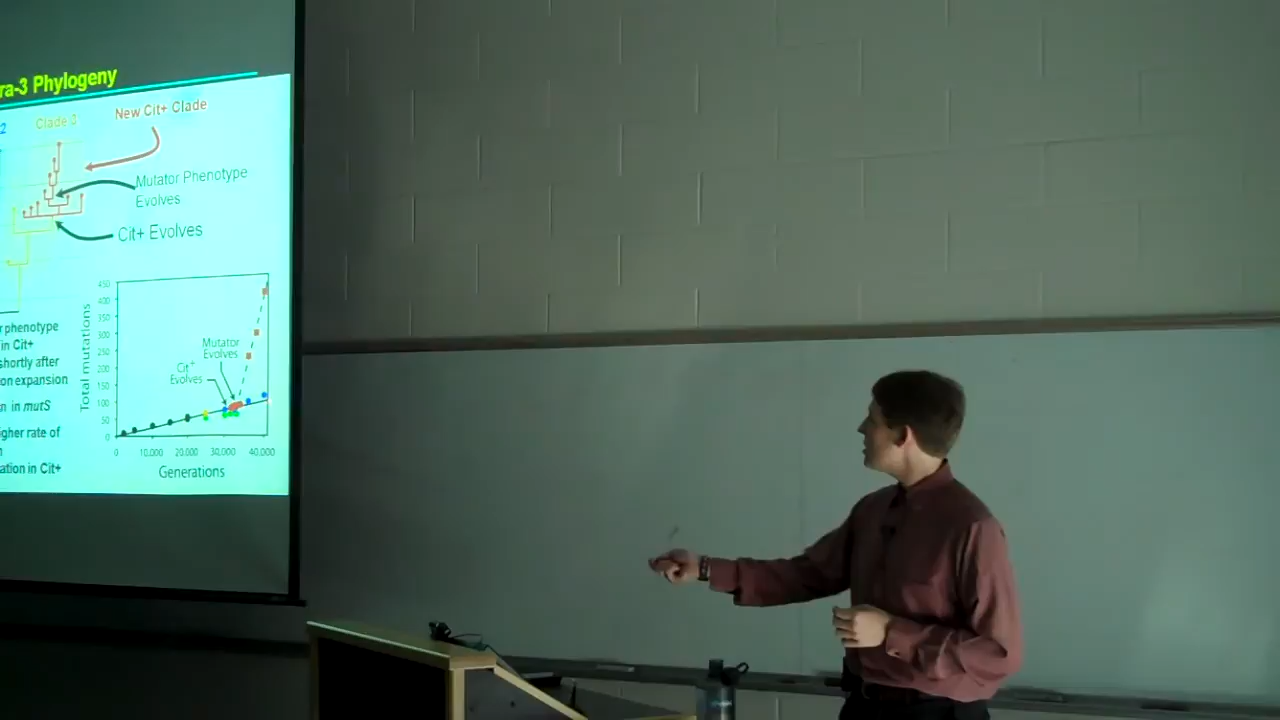 ra-3 Phylogeny
2
Clade 3
New Cit+ Clade
Mutator Phenotype
Evolves
Cit+ Evolves
r phenotype
in Cit+
shortly after
on expansion
n in mutS
gher rate of
ation in Cit+
Total mutations
450
400
350
300
250
200
150
100
50
0
Mutator
Evolves
Cit+
Evolves
0
10,000
20,000
30,000
40,000
Generations